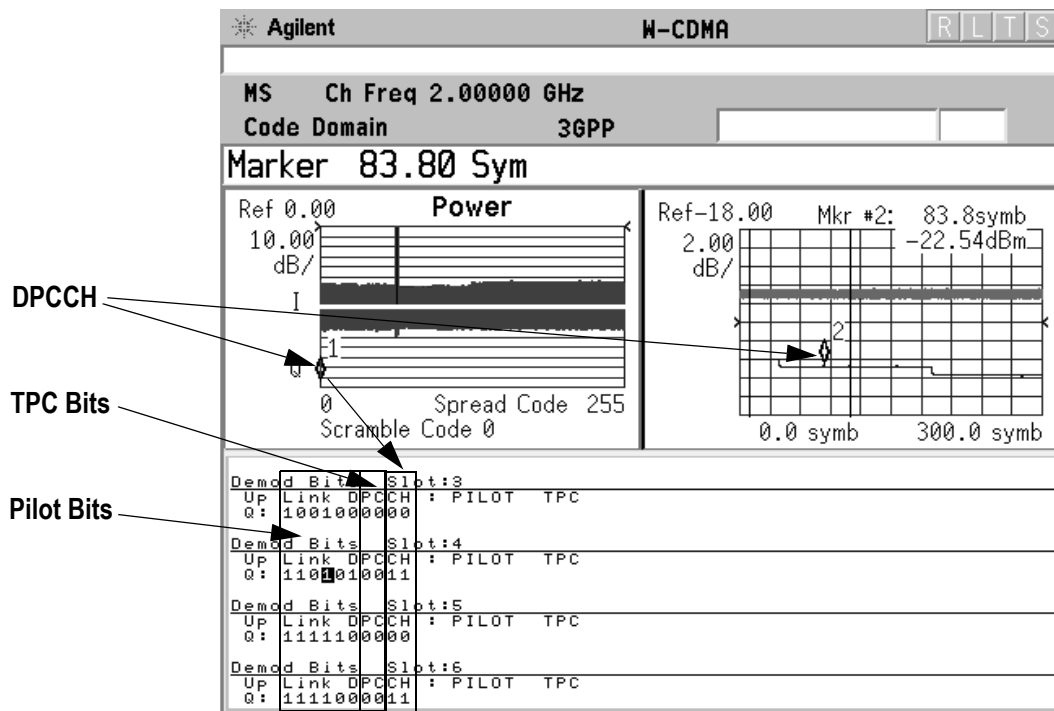 Agilent W-CDMA R L T S
MS Ch Freq 2.00000 GHz
Code Domain 3GPP
Marker 83.80 Sym
Ref 0.00 Power
10.00
dB/
I
1
Q
0 Spread Code 255
Scramble Code 0
Ref-18.00 Mkr #2: 83.8symb
2.00 -22.54dBm
dB/
2
0.0 symb 300.0 symb
DPCCH
TPC Bits
Pilot Bits
Demod Bits Slot:3
Up Link DPCCH : PILOT TPC
Q: 1001000000
Demod Bits Slot:4
Up Link DPCCH : PILOT TPC
Q: 1101010011
Demod Bits Slot:5
Up Link DPCCH : PILOT TPC
Q: 1111100000
Demod Bits Slot:6
Up Link DPCCH : PILOT TPC
Q: 1111000011